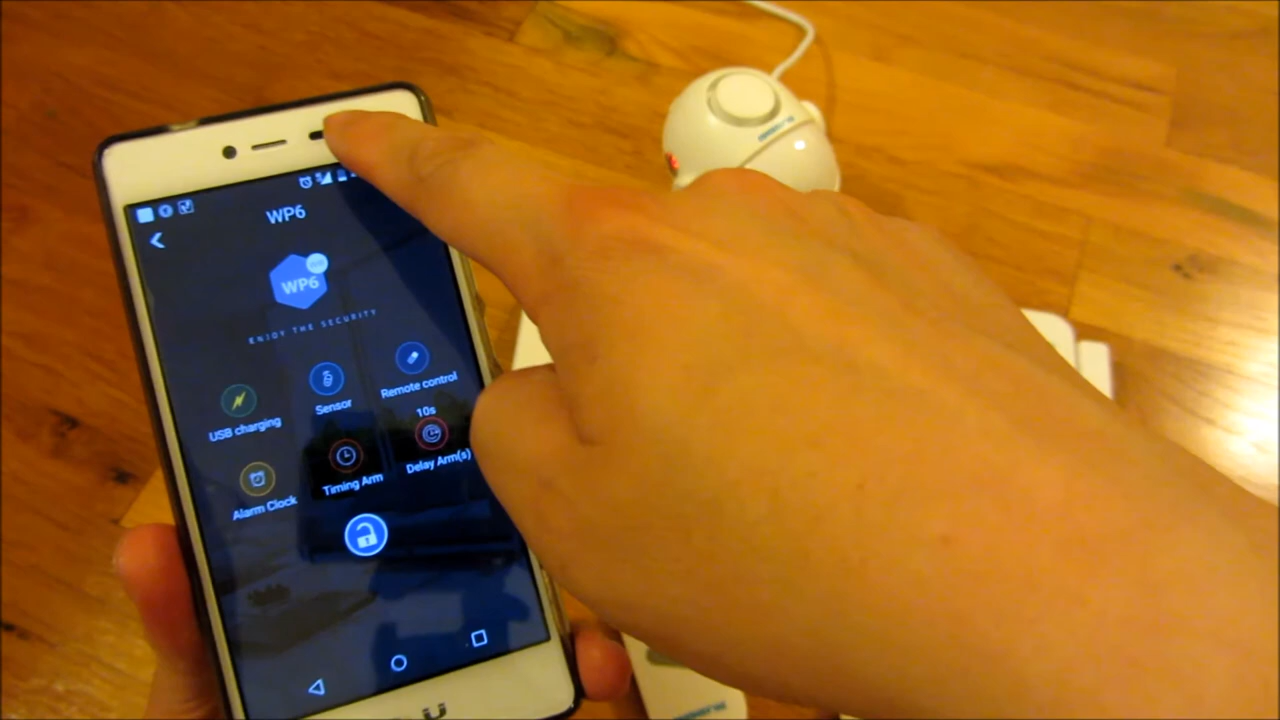 WP6
WP6
ENJOY THE SECURITY
USB charging
Sensor
Remote control
10s
Alarm Clock
Timing Arm
Delay Arm(s)